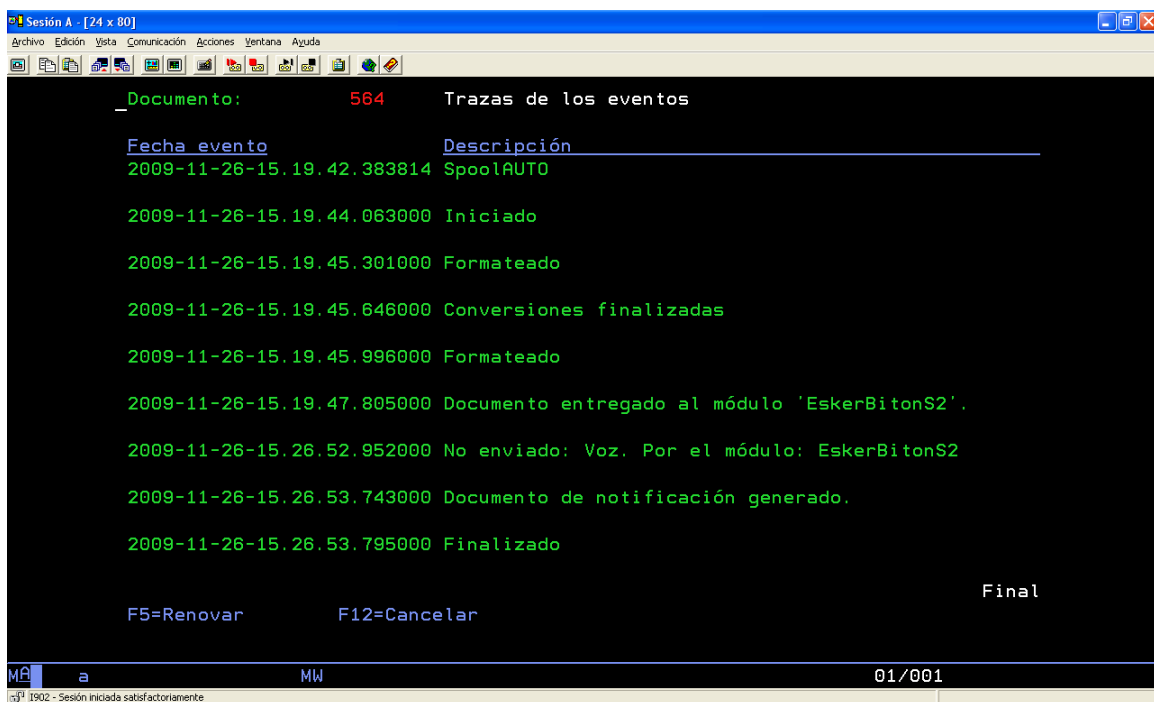 Sesión A - [24 x 80]
Archivo Edición Vista Comunicación Acciones Ventana Ayuda
_Documento: 564 Trazas de los eventos
Fecha evento Descripción
2009-11-26-15.19.42.383814 SpoolAUTO
2009-11-26-15.19.44.063000 Iniciado
2009-11-26-15.19.45.301000 Formateado
2009-11-26-15.19.45.646000 Conversiones finalizadas
2009-11-26-15.19.45.996000 Formateado
2009-11-26-15.19.47.805000 Documento entregado al módulo 'EskerBitonS2'.
2009-11-26-15.26.52.952000 No enviado: Voz. Por el módulo: EskerBitonS2
2009-11-26-15.26.53.743000 Documento de notificación generado.
2009-11-26-15.26.53.795000 Finalizado
Final
F5=Renovar F12=Cancelar
MA a MW 01/001
I902 - Sesión iniciada satisfactoriamente